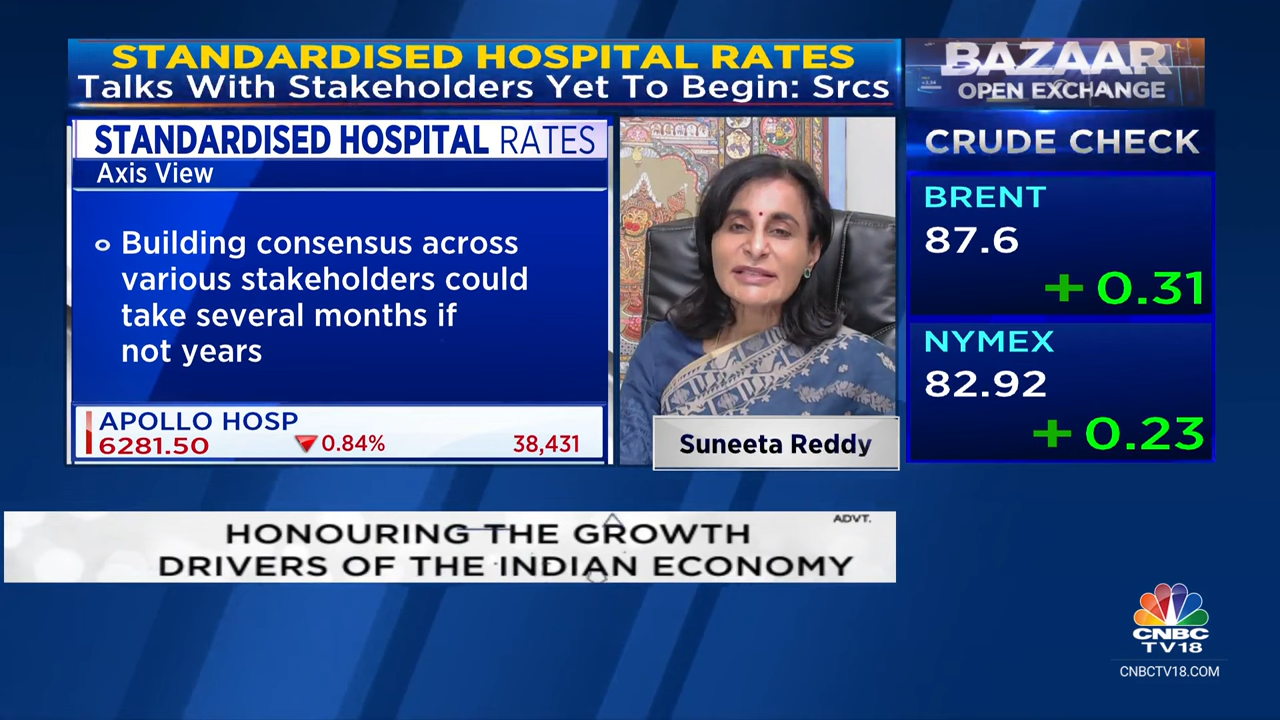 STANDARDISED HOSPITAL RATES
Talks With Stakeholders Yet To Begin: Srcs
BAZAAR
OPEN EXCHANGE
STANDARDISED HOSPITAL RATES
Axis View
Building consensus across
various stakeholders could
take several months if
not years
APOLLO HOSP
6281.50 0.84% 38,431
Suneeta Reddy
CRUDE CHECK
BRENT
87.6
+ 0.31
NYMEX
82.92
+ 0.23
ADVT.
HONOURING THE GROWTH
DRIVERS OF THE INDIAN ECONOMY
CNBC
TV18
CNBCTV18.COM